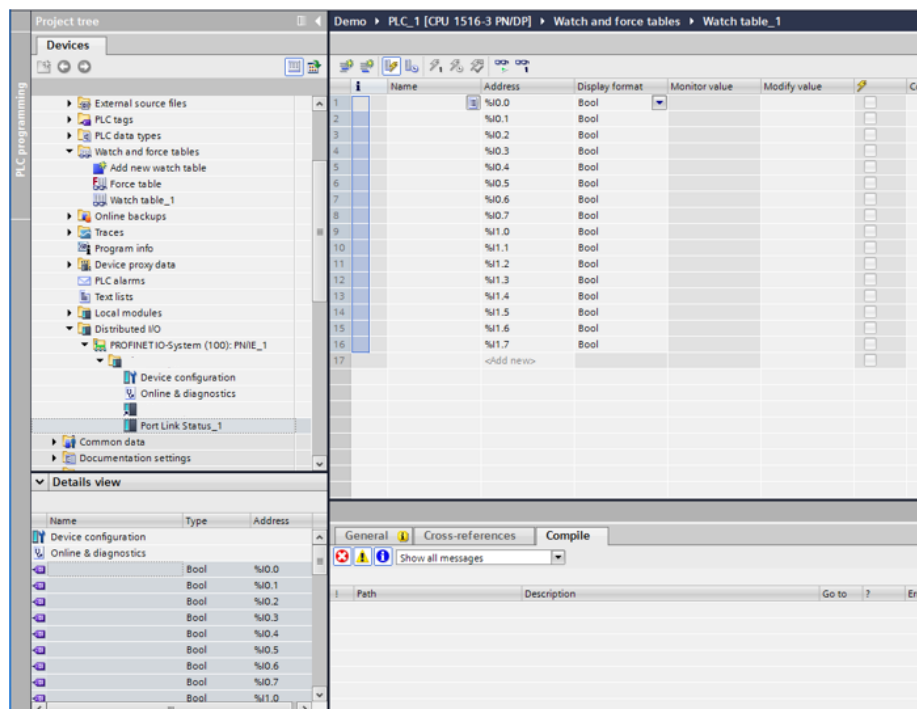 Project tree
Demo PLC_1 [CPU 1516-3 PN/DP] Watch and force tables Watch table_1
Devices
PLC programming
External source files
PLC tags
PLC data types
Watch and force tables
Add new watch table
Force table
Watch table_1
Online backups
Traces
Program info
Device proxy data
PLC alarms
Text lists
Local modules
Distributed I/O
PROFINET IO-System (100): PN/IE_1
Device configuration
Online & diagnostics
Port Link Status_1
Common data
Documentation settings
i Name Address Display format Monitor value Modify value
1 %I0.0 Bool
2 %I0.1 Bool
3 %I0.2 Bool
4 %I0.3 Bool
5 %I0.4 Bool
6 %I0.5 Bool
7 %I0.6 Bool
8 %I0.7 Bool
9 %I1.0 Bool
10 %I1.1 Bool
11 %I1.2 Bool
12 %I1.3 Bool
13 %I1.4 Bool
14 %I1.5 Bool
15 %I1.6 Bool
16 %I1.7 Bool
17 <Add new>
Details view
Name Type Address
Device configuration
Online & diagnostics
Bool %I0.0
Bool %I0.1
Bool %I0.2
Bool %I0.3
Bool %I0.4
Bool %I0.5
Bool %I0.6
Bool %I0.7
Bool %I1.0
General Cross-references Compile
Show all messages
! Path Description Go to ?